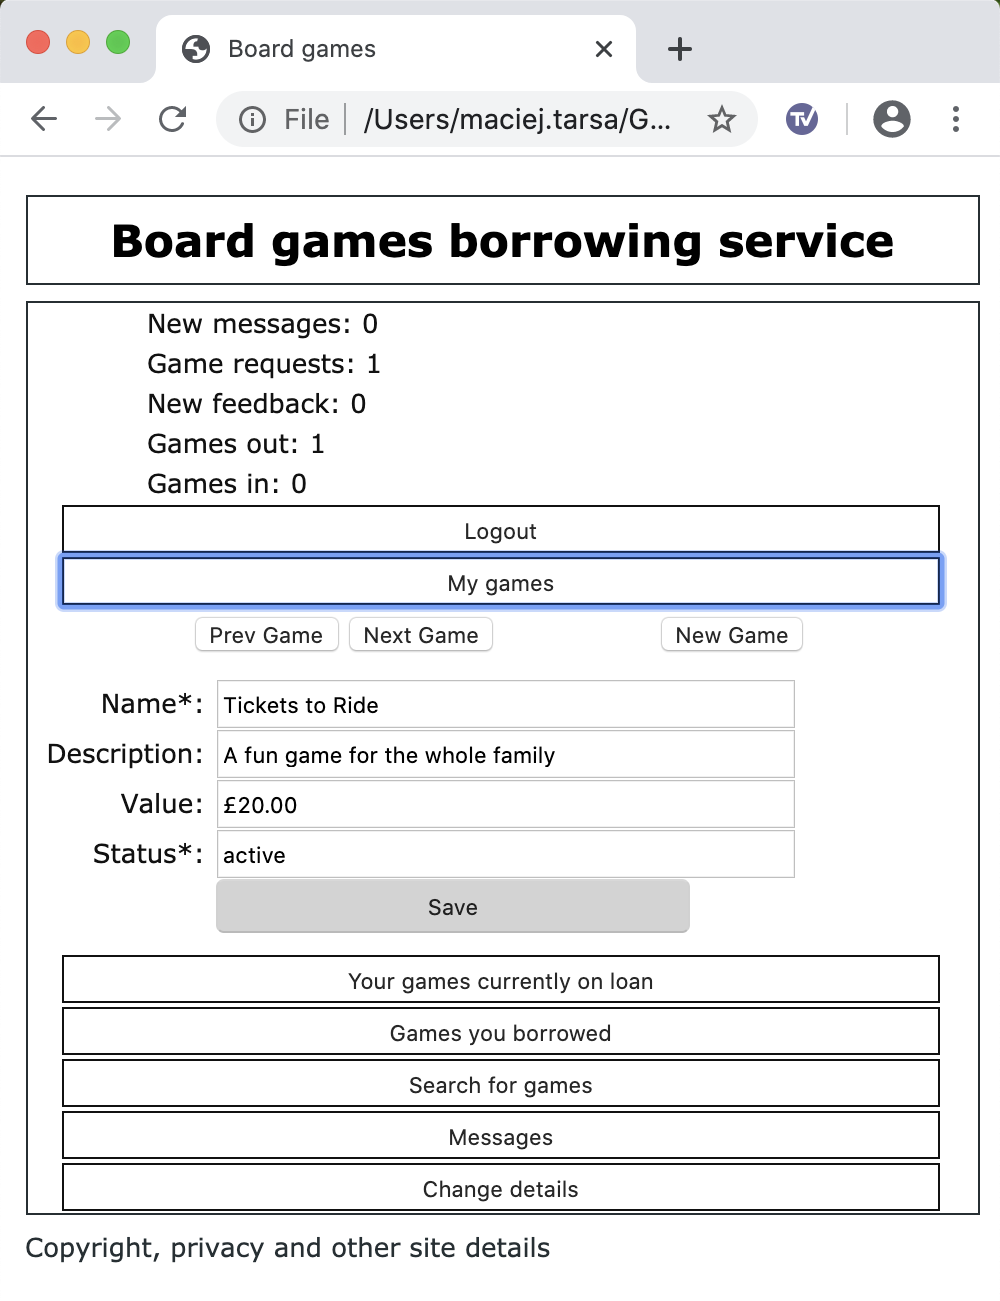 Board games
File | /Users/maciej.tarsa/G...
TV
Board games borrowing service
New messages: 0
Game requests: 1
New feedback: 0
Games out: 1
Games in: 0
Logout
My games
Prev Game Next Game New Game
Name*: Tickets to Ride
Description: A fun game for the whole family
Value: £20.00
Status*: active
Save
Your games currently on loan
Games you borrowed
Search for games
Messages
Change details
Copyright, privacy and other site details